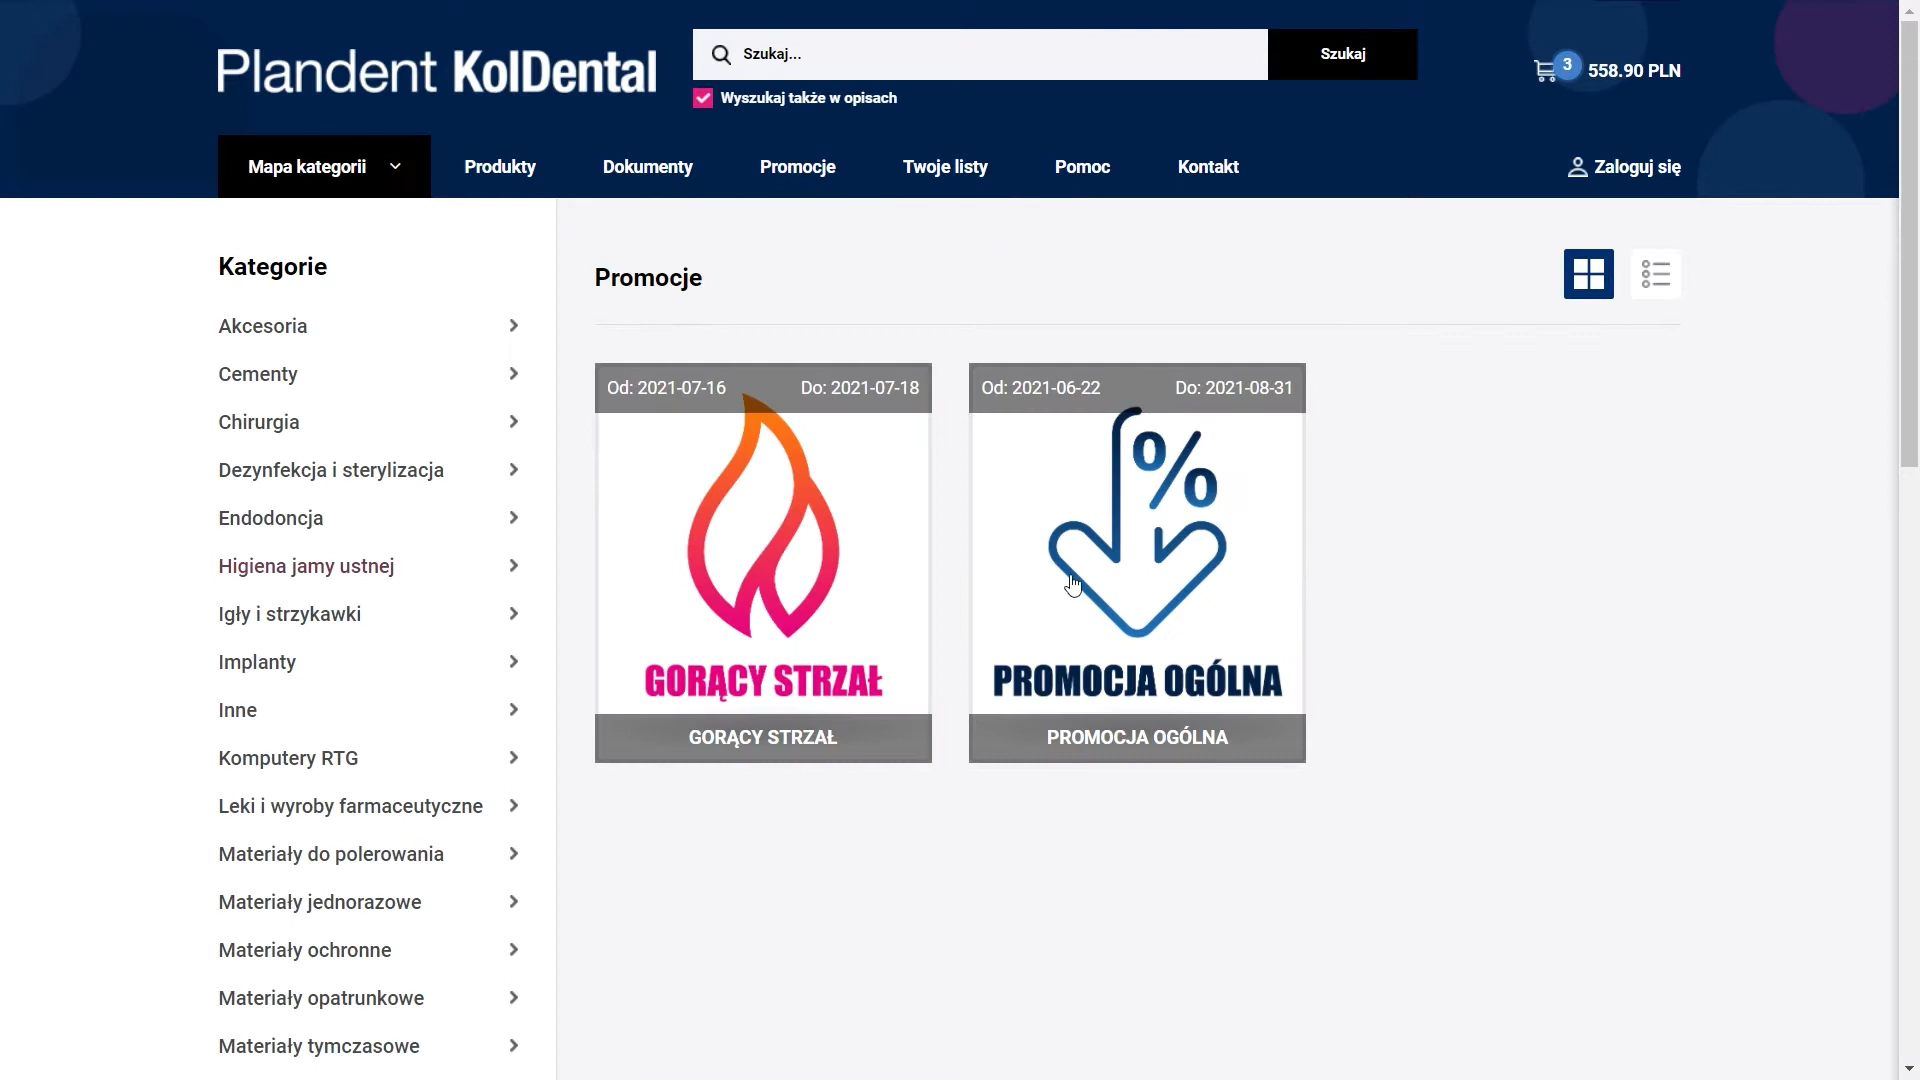 Plandent KolDental
Szukaj...
Szukaj
3
558.90 PLN
Wyszukaj także w opisach
Mapa kategorii
Produkty
Dokumenty
Promocje
Twoje listy
Pomoc
Kontakt
Zaloguj się
Kategorie
Akcesoria
Cementy
Chirurgia
Dezynfekcja i sterylizacja
Endodoncja
Higiena jamy ustnej
Igły i strzykawki
Implanty
Inne
Komputery RTG
Leki i wyroby farmaceutyczne
Materiały do polerowania
Materiały jednorazowe
Materiały ochronne
Materiały opatrunkowe
Materiały tymczasowe
Promocje
Od: 2021-07-16
Do: 2021-07-18
GORĄCY STRZAŁ
GORĄCY STRZAŁ
Od: 2021-06-22
Do: 2021-08-31
%
PROMOCJA OGÓLNA
PROMOCJA OGÓLNA